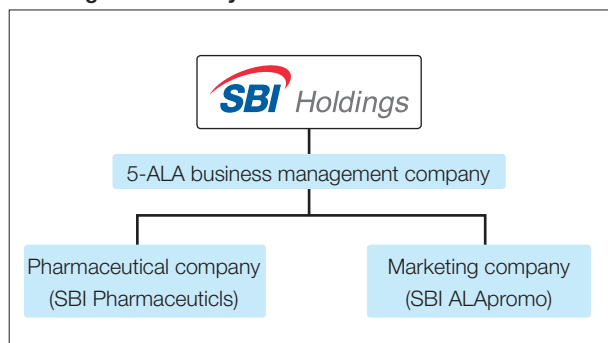 SBI Holdings
5-ALA business management company
Pharmaceutical company
(SBI Pharmaceuticls)
Marketing company
(SBI ALApromo)